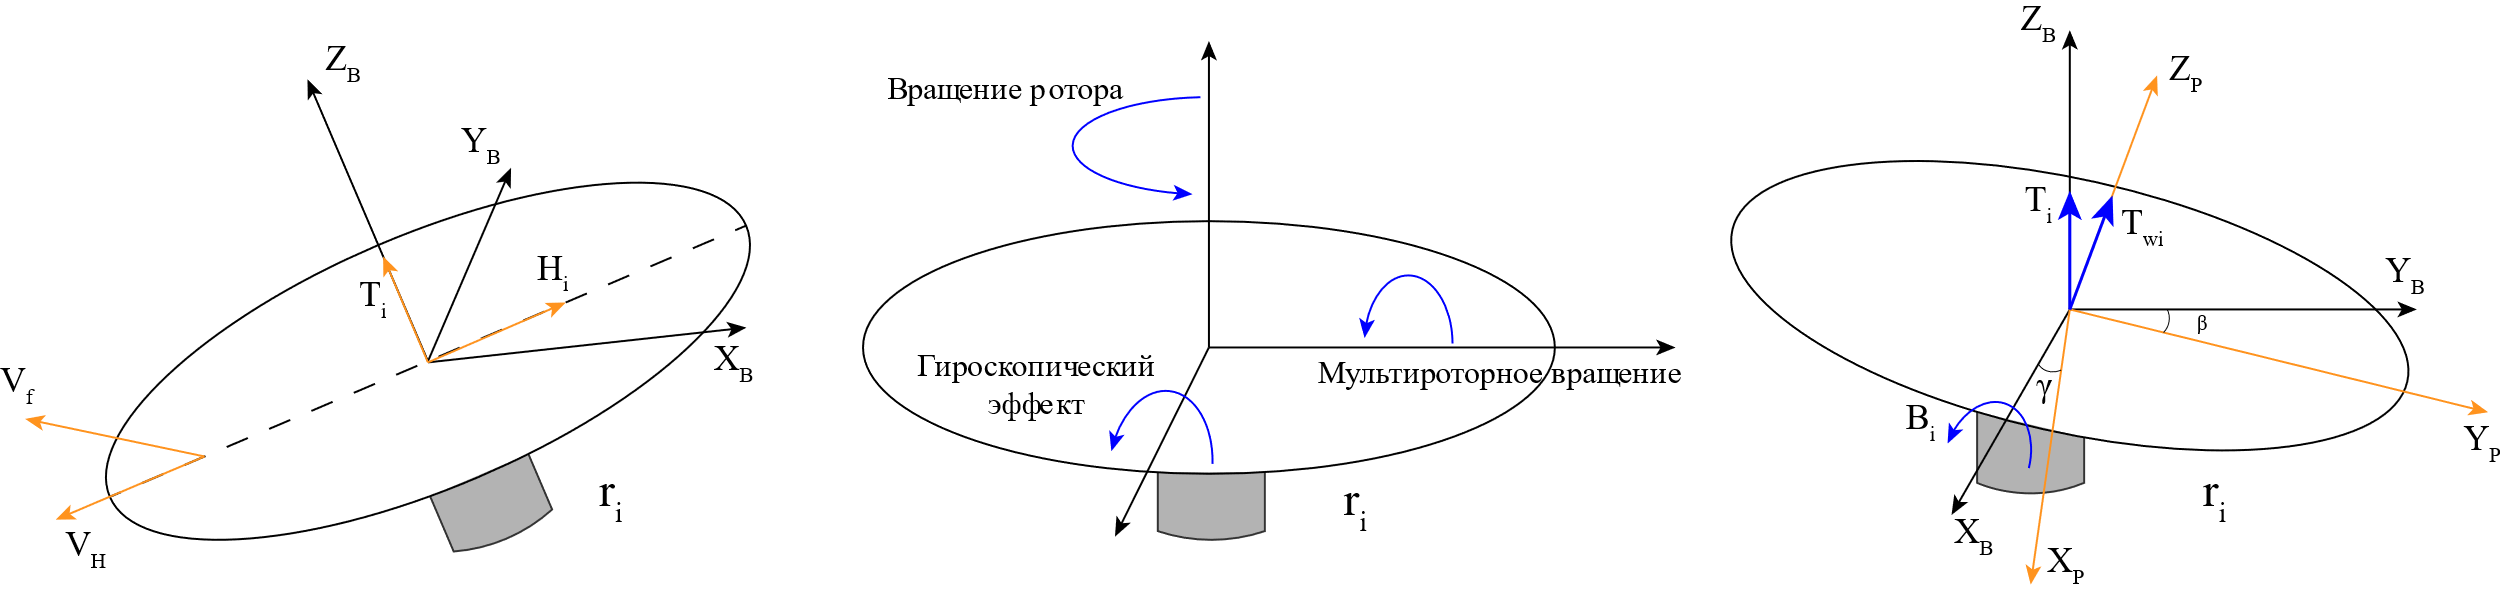 Z_B
Y_B
H_i
T_i
X_B
V_f
V_H
r_i
Вращение ротора
Гироскопический
эффект
Мультироторное вращение
r_i
Z_B
Z_P
T_i
T_wi
Y_B
β
γ
B_i
Y_P
X_B
X_P
r_i